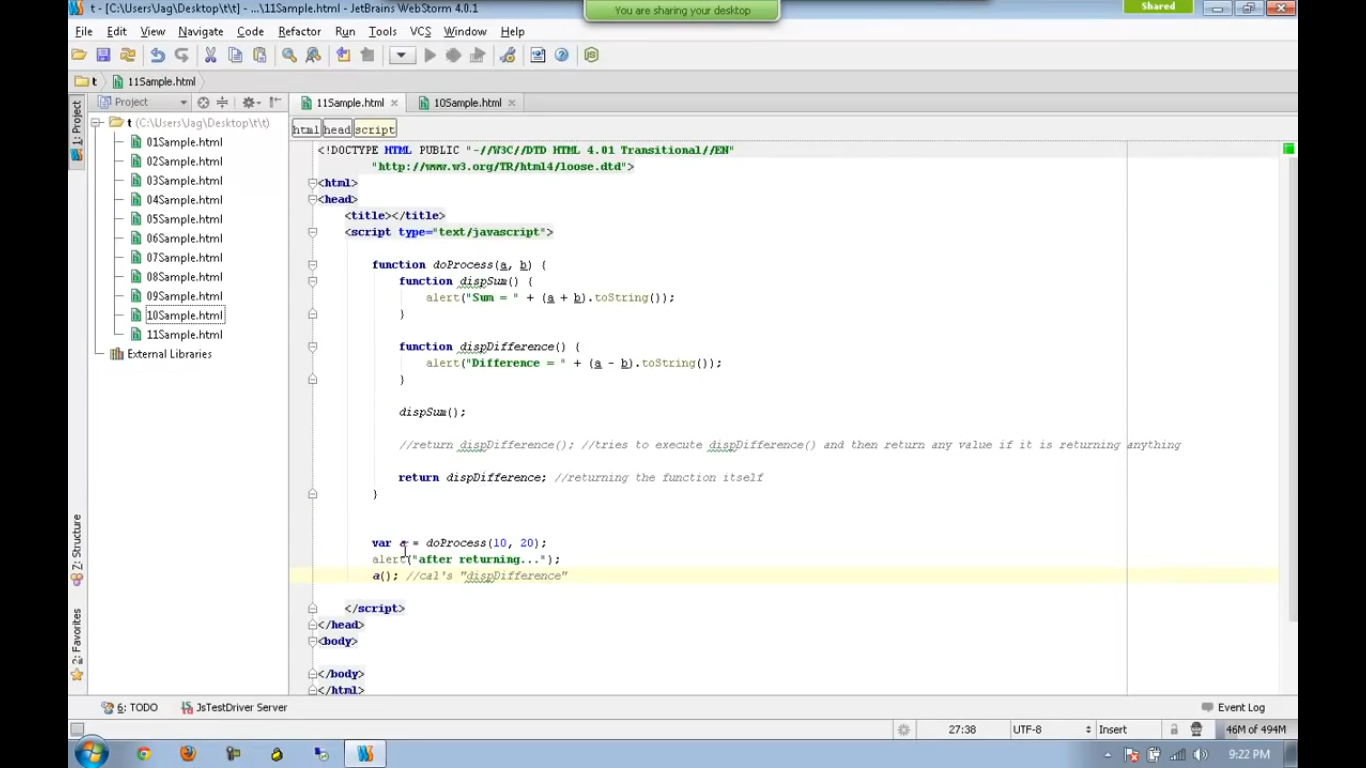 t - [C:\Users\Jag\Desktop\t\t] - ...\11Sample.html - JetBrains WebStorm 4.0.1
You are sharing your desktop
Shared
File Edit View Navigate Code Refactor Run Tools VCS Window Help
t 11Sample.html
Project
11Sample.html 10Sample.html
1: Project
t (C:\Users\Jag\Desktop\t\t)
01Sample.html
02Sample.html
03Sample.html
04Sample.html
05Sample.html
06Sample.html
07Sample.html
08Sample.html
09Sample.html
10Sample.html
11Sample.html
External Libraries
Z: Structure
2: Favorites
html head script
<!DOCTYPE HTML PUBLIC "-//W3C//DTD HTML 4.01 Transitional//EN"
"http://www.w3.org/TR/html4/loose.dtd">
<html>
<head>
<title></title>
<script type="text/javascript">
function doProcess(a, b) {
function dispSum() {
alert("Sum = " + (a + b).toString());
}
function dispDifference() {
alert("Difference = " + (a - b).toString());
}
dispSum();
//return dispDifference(); //tries to execute dispDifference() and then return any value if it is returning anything
return dispDifference; //returning the function itself
}
var a = doProcess(10, 20);
alert("after returning...");
a(); //cal's "dispDifference"
</script>
</head>
<body>
</body>
</html>
6: TODO JsTestDriver Server Event Log
27:38 UTF-8 Insert 46M of 494M
9:22 PM